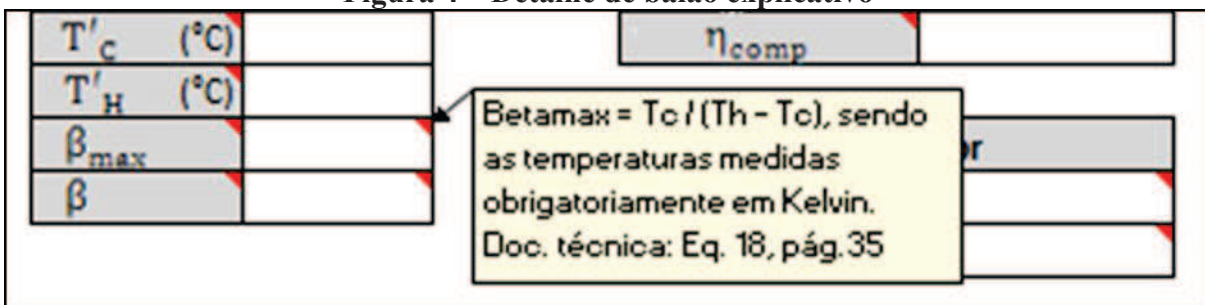 Figura 4 – Detalhe de balão explicativo
T′C (°C)
T′H (°C)
βmax
β
ηcomp
Betamax = Tc / (Th - Tc), sendo
as temperaturas medidas
obrigatoriamente em Kelvin.
Doc. técnica: Eq. 18, pág.35
or